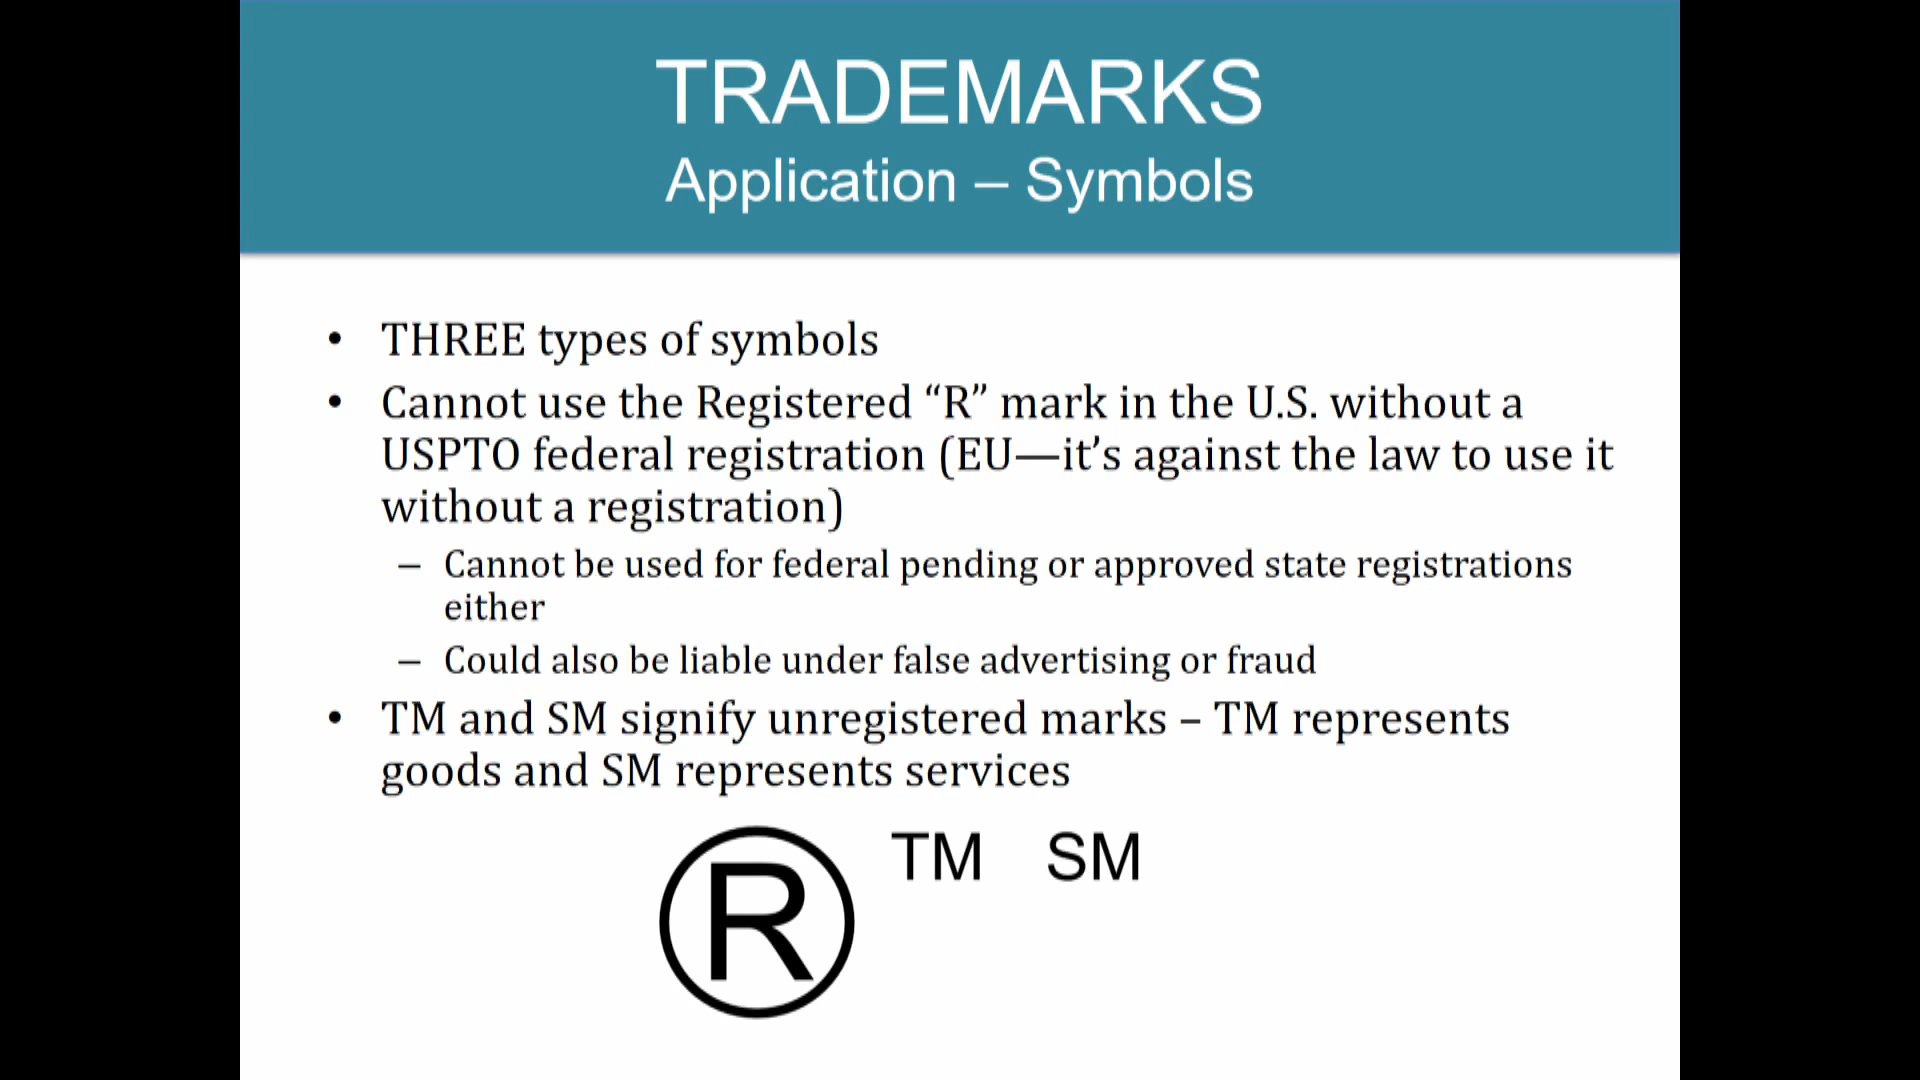 TRADEMARKS
Application – Symbols
• THREE types of symbols
• Cannot use the Registered “R” mark in the U.S. without a
USPTO federal registration (EU—it’s against the law to use it
without a registration)
– Cannot be used for federal pending or approved state registrations
either
– Could also be liable under false advertising or fraud
• TM and SM signify unregistered marks – TM represents
goods and SM represents services
® TM SM